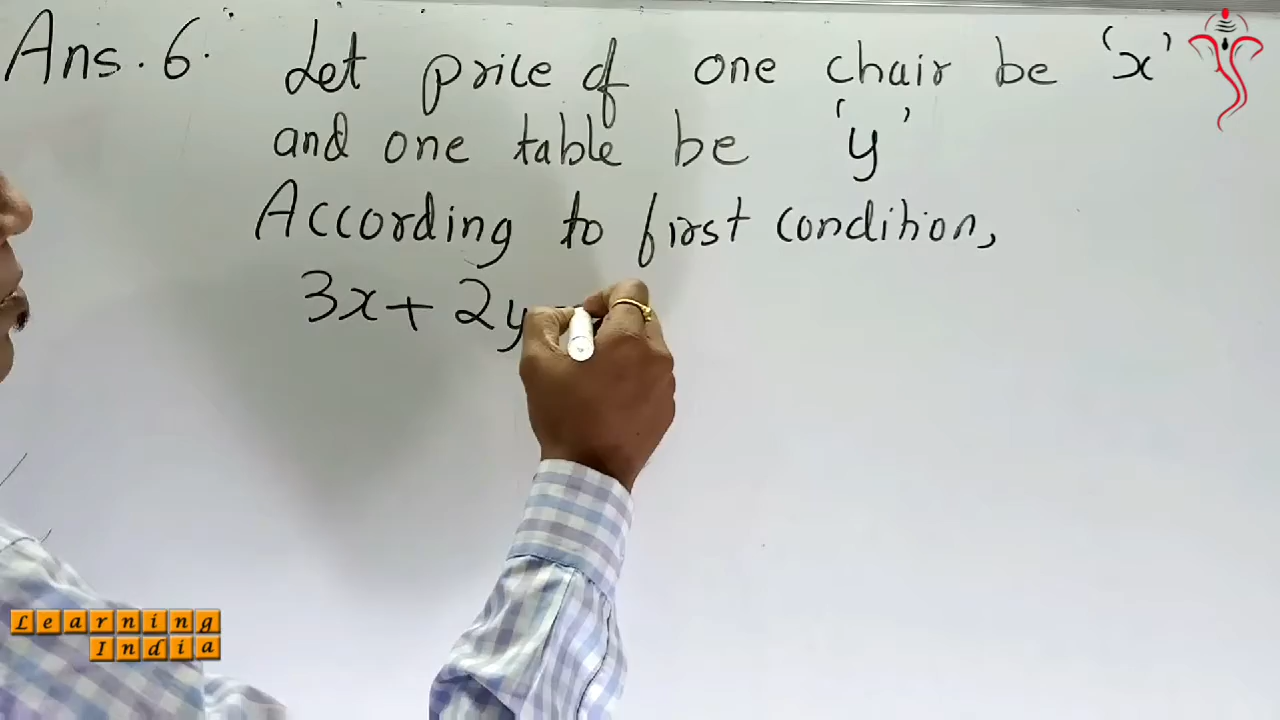 Ans. 6. Let price of one chair be 'x'
and one table be 'y'
According to first condition,
3x + 2y
Learning
India